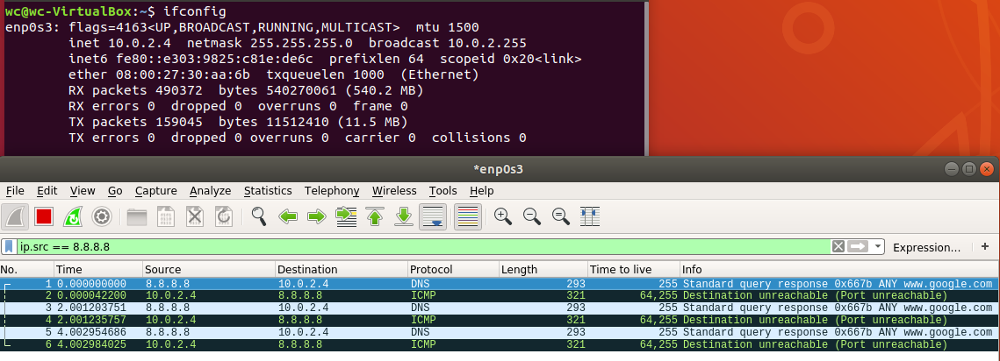 wc@wc-VirtualBox:~$ ifconfig
enp0s3: flags=4163<UP,BROADCAST,RUNNING,MULTICAST>  mtu 1500
inet 10.0.2.4  netmask 255.255.255.0  broadcast 10.0.2.255
inet6 fe80::e303:9825:c81e:de6c  prefixlen 64  scopeid 0x20<link>
ether 08:00:27:30:aa:6b  txqueuelen 1000  (Ethernet)
RX packets 490372  bytes 540270061 (540.2 MB)
RX errors 0  dropped 0  overruns 0  frame 0
TX packets 159045  bytes 11512410 (11.5 MB)
TX errors 0  dropped 0 overruns 0  carrier 0  collisions 0
*enp0s3
File Edit View Go Capture Analyze Statistics Telephony Wireless Tools Help
ip.src == 8.8.8.8 Expression... +
No. Time Source Destination Protocol Length Time to live Info
1 0.000000000 8.8.8.8 10.0.2.4 DNS 293 255 Standard query response 0x667b ANY www.google.com
2 0.000042200 10.0.2.4 8.8.8.8 ICMP 321 64,255 Destination unreachable (Port unreachable)
3 2.001203751 8.8.8.8 10.0.2.4 DNS 293 255 Standard query response 0x667b ANY www.google.com
4 2.001235757 10.0.2.4 8.8.8.8 ICMP 321 64,255 Destination unreachable (Port unreachable)
5 4.002954686 8.8.8.8 10.0.2.4 DNS 293 255 Standard query response 0x667b ANY www.google.com
6 4.002984025 10.0.2.4 8.8.8.8 ICMP 321 64,255 Destination unreachable (Port unreachable)